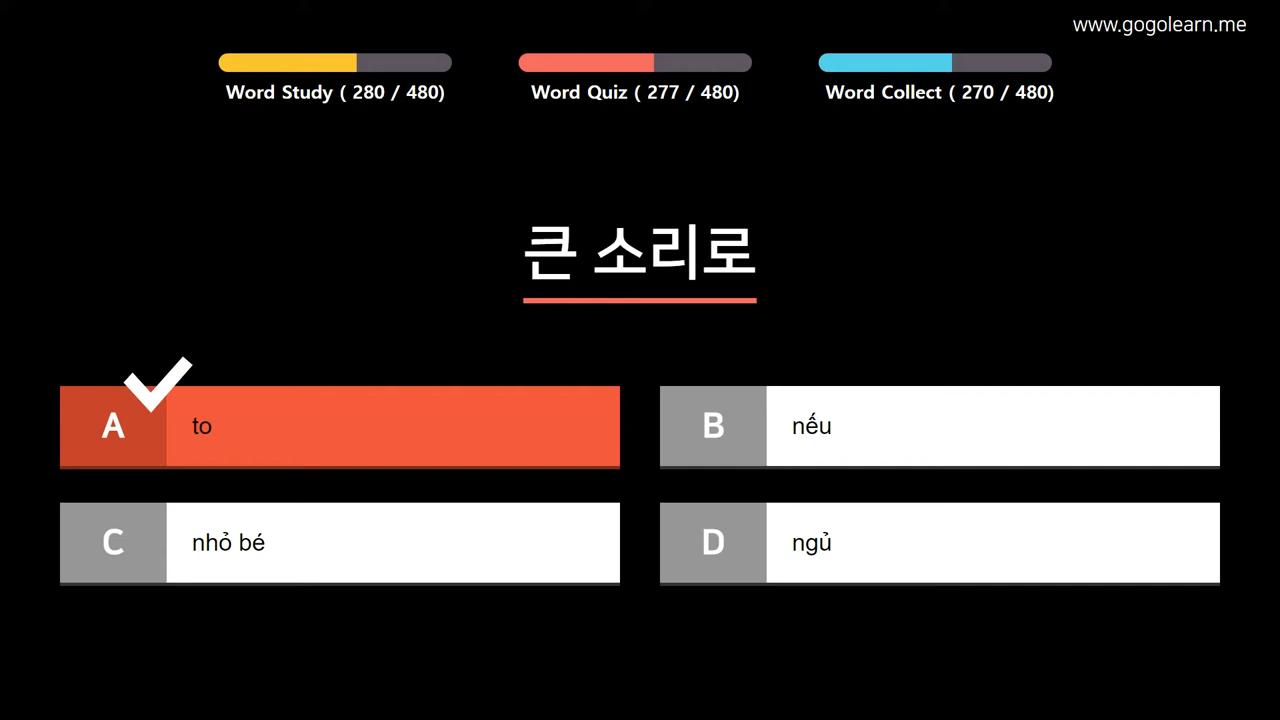 www.gogolearn.me
Word Study ( 280 / 480)
Word Quiz ( 277 / 480)
Word Collect ( 270 / 480)
큰 소리로
A to
B nếu
C nhỏ bé
D ngủ